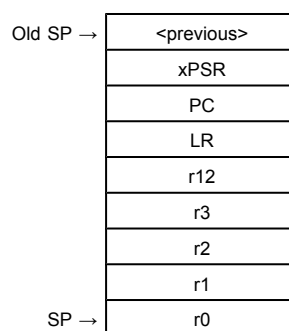 Old SP → <previous>
xPSR
PC
LR
r12
r3
r2
r1
SP → r0